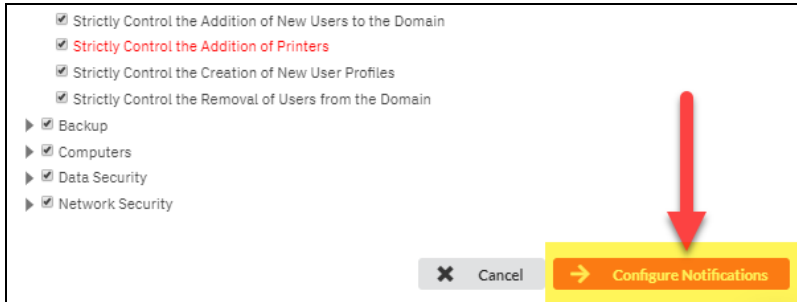 Strictly Control the Addition of New Users to the Domain
Strictly Control the Addition of Printers
Strictly Control the Creation of New User Profiles
Strictly Control the Removal of Users from the Domain
Backup
Computers
Data Security
Network Security
Cancel
Configure Notifications